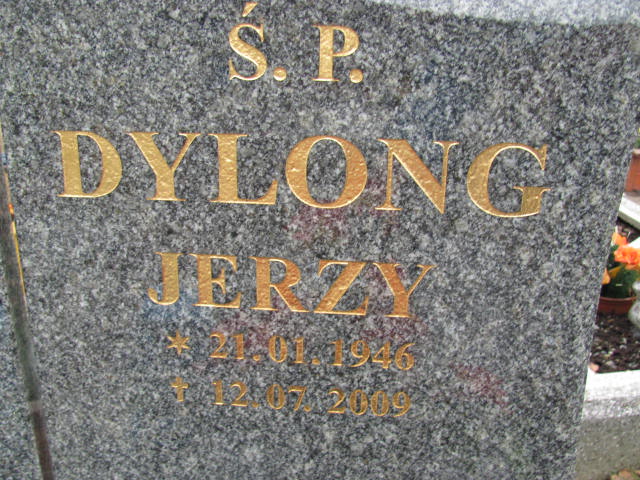 Ś. P.
DYLONG
JERZY
* 21.01.1946
† 12.07.2009